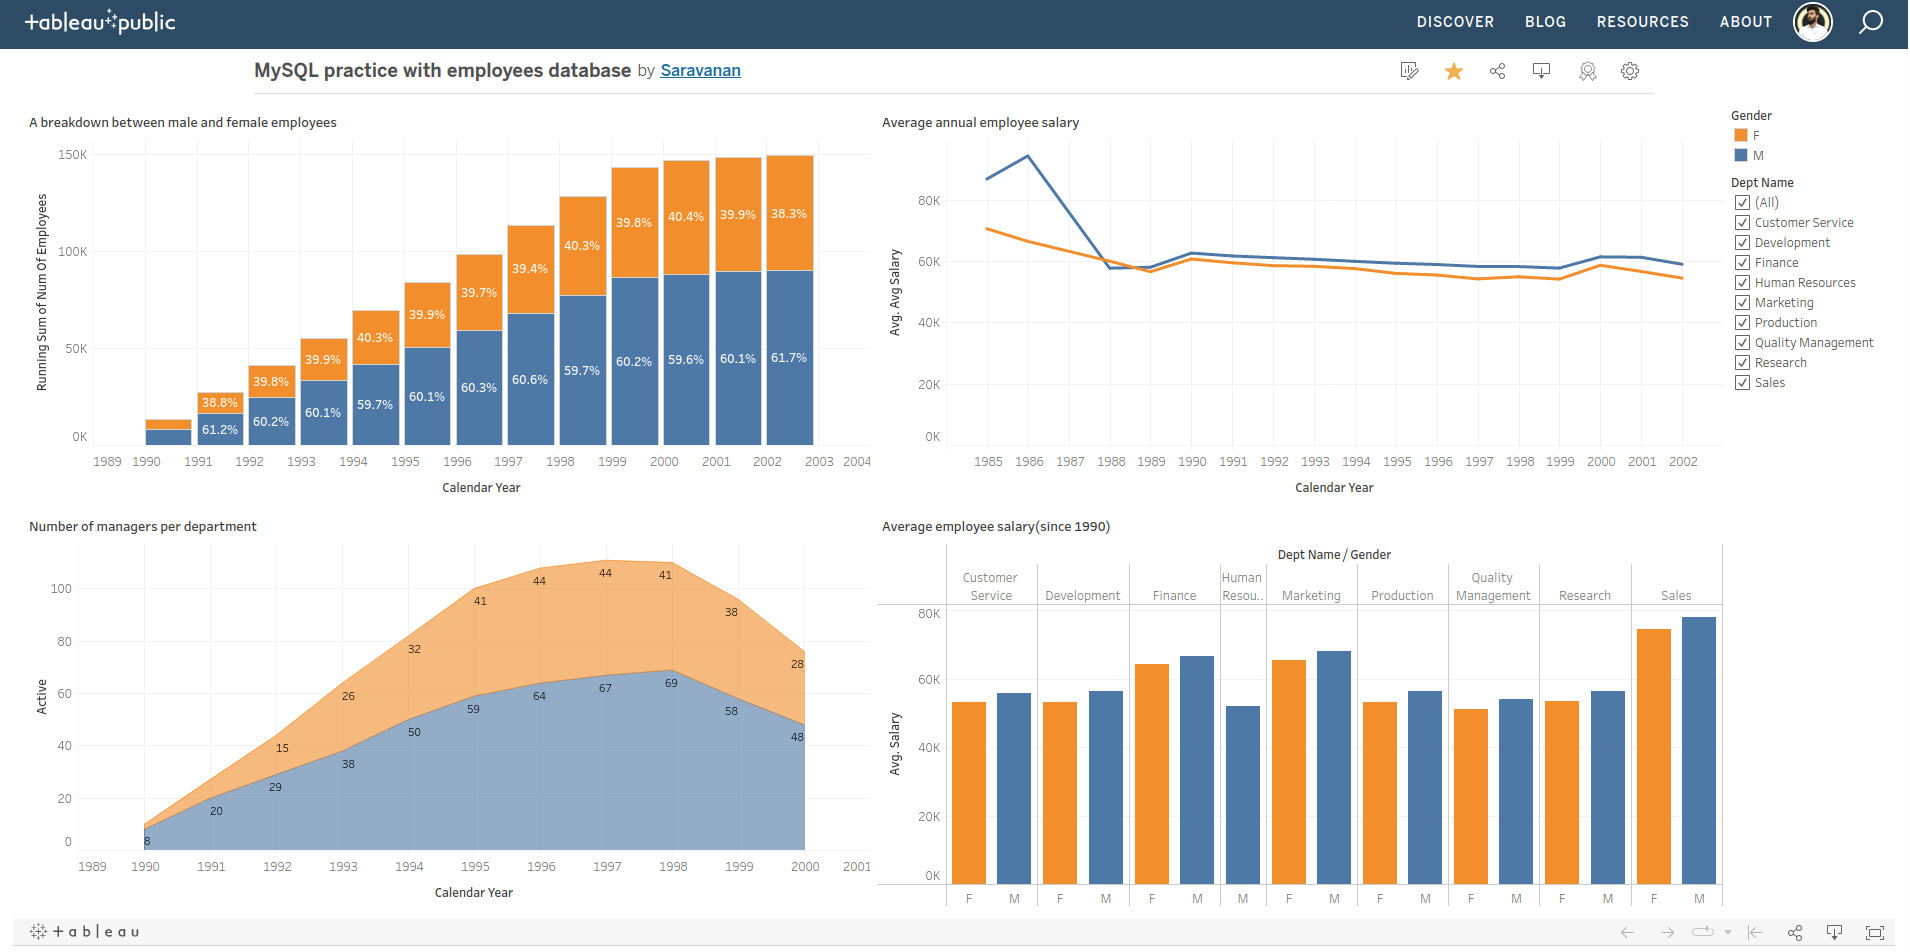 tableau public
DISCOVER BLOG RESOURCES ABOUT
MySQL practice with employees database by Saravanan
A breakdown between male and female employees
Running Sum of Num Of Employees
150K
100K
50K
0K
38.8% 39.8% 39.9% 40.3% 39.9% 39.7% 39.4% 40.3% 39.8% 40.4% 39.9% 38.3%
61.2% 60.2% 60.1% 59.7% 60.1% 60.3% 60.6% 59.7% 60.2% 59.6% 60.1% 61.7%
1989 1990 1991 1992 1993 1994 1995 1996 1997 1998 1999 2000 2001 2002 2003 2004
Calendar Year
Average annual employee salary
Avg. Avg Salary
80K
60K
40K
20K
0K
1985 1986 1987 1988 1989 1990 1991 1992 1993 1994 1995 1996 1997 1998 1999 2000 2001 2002
Calendar Year
Gender
F
M
Dept Name
(All)
Customer Service
Development
Finance
Human Resources
Marketing
Production
Quality Management
Research
Sales
Number of managers per department
Active
100
80
60
40
20
0
15 26 32 41 44 44 41 38 28
8 20 29 38 50 59 64 67 69 58 48
1989 1990 1991 1992 1993 1994 1995 1996 1997 1998 1999 2000 2001
Calendar Year
Average employee salary(since 1990)
Dept Name / Gender
Customer Human Quality
Service Development Finance Resou.. Marketing Production Management Research Sales
Avg. Salary
80K
60K
40K
20K
0K
F M F M F M M F M F M F M F M F M
tableau